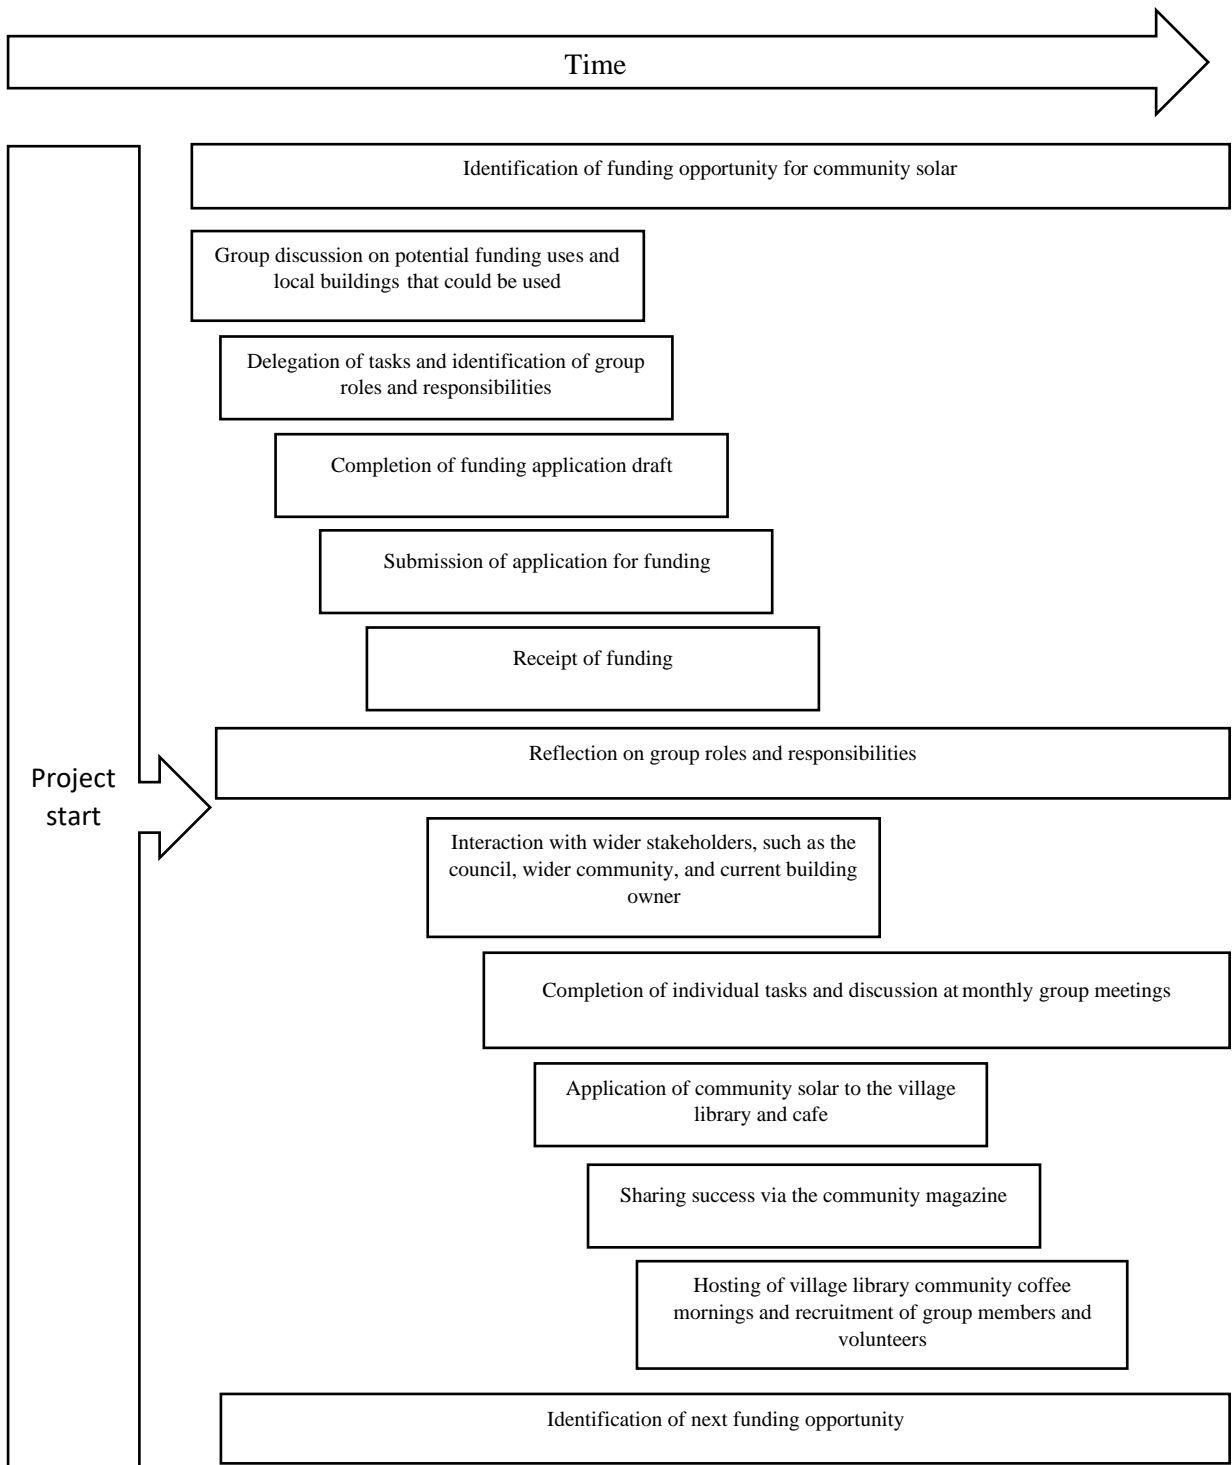 Time
Identification of funding opportunity for community solar
Group discussion on potential funding uses and
local buildings that could be used
Delegation of tasks and identification of group
roles and responsibilities
Completion of funding application draft
Submission of application for funding
Receipt of funding
Reflection on group roles and responsibilities
Project
start
Interaction with wider stakeholders, such as the
council, wider community, and current building
owner
Completion of individual tasks and discussion at monthly group meetings
Application of community solar to the village
library and cafe
Sharing success via the community magazine
Hosting of village library community coffee
mornings and recruitment of group members and
volunteers
Identification of next funding opportunity